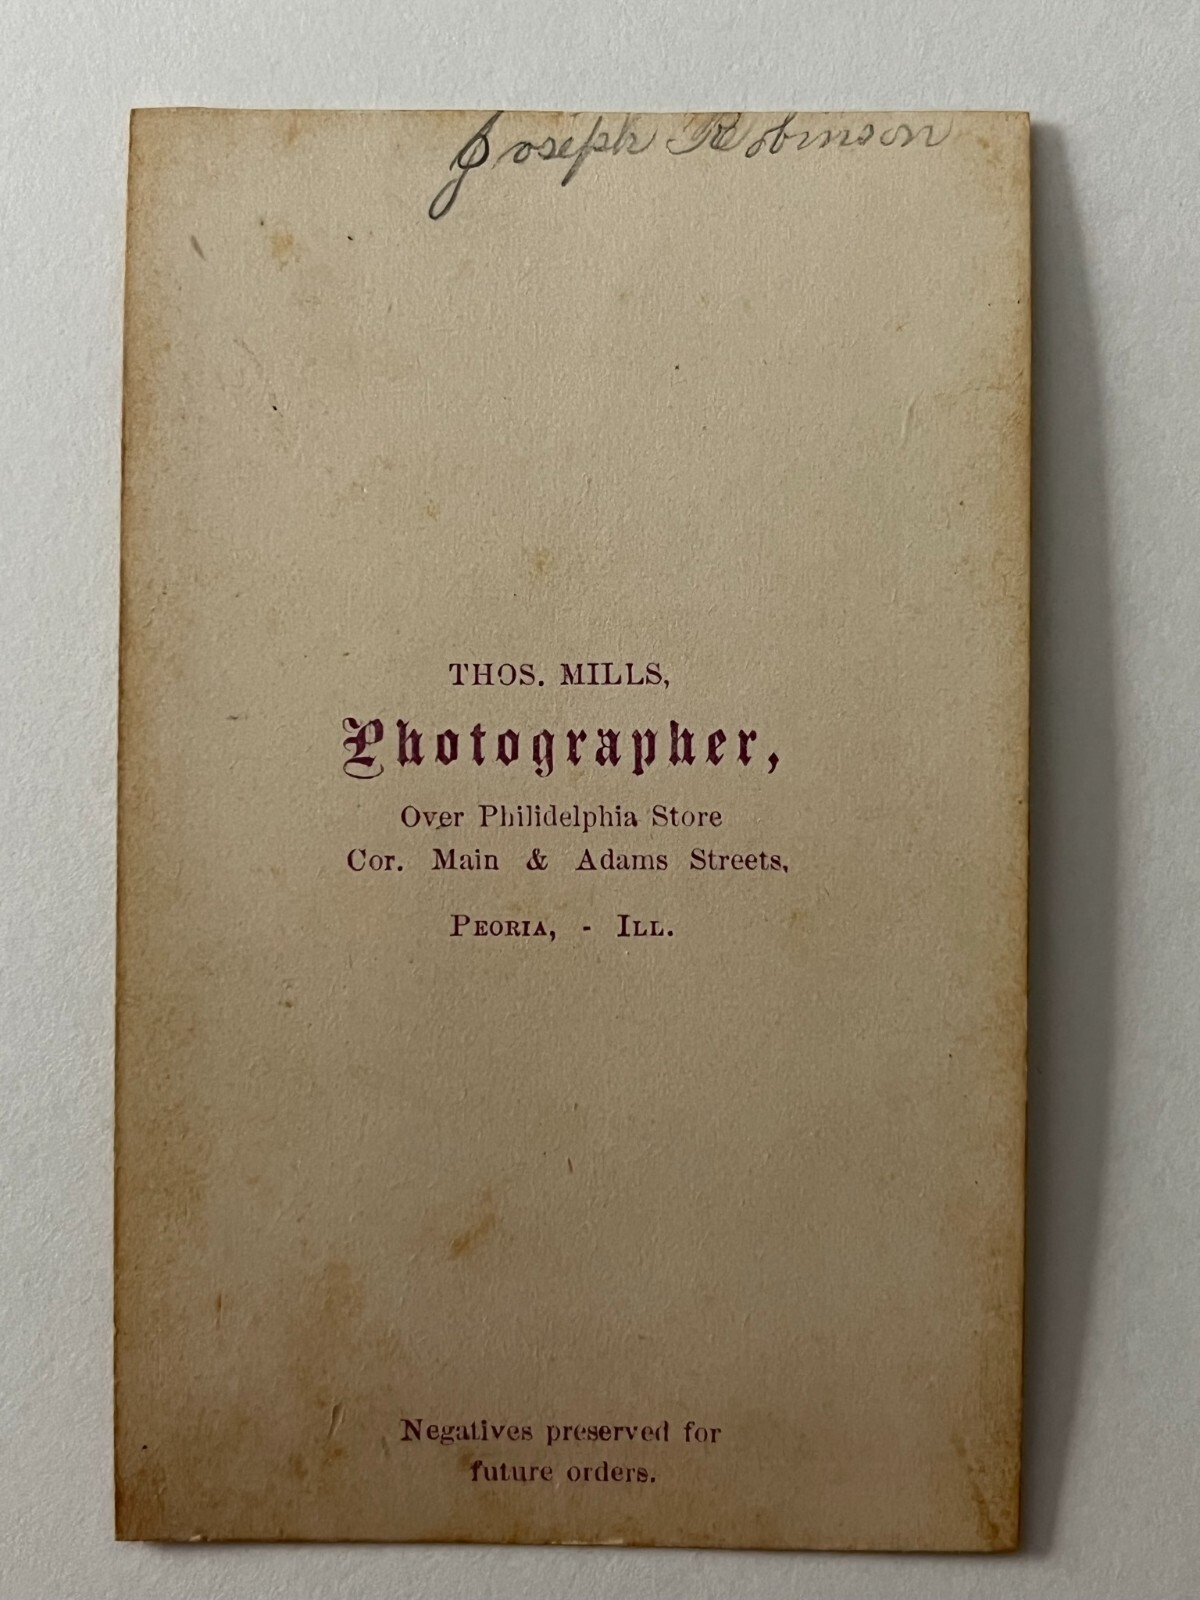 Joseph Robinson
THOS. MILLS,
Photographer,
Over Philidelphia Store
Cor. Main & Adams Streets,
PEORIA, - ILL.
Negatives preserved for
future orders.